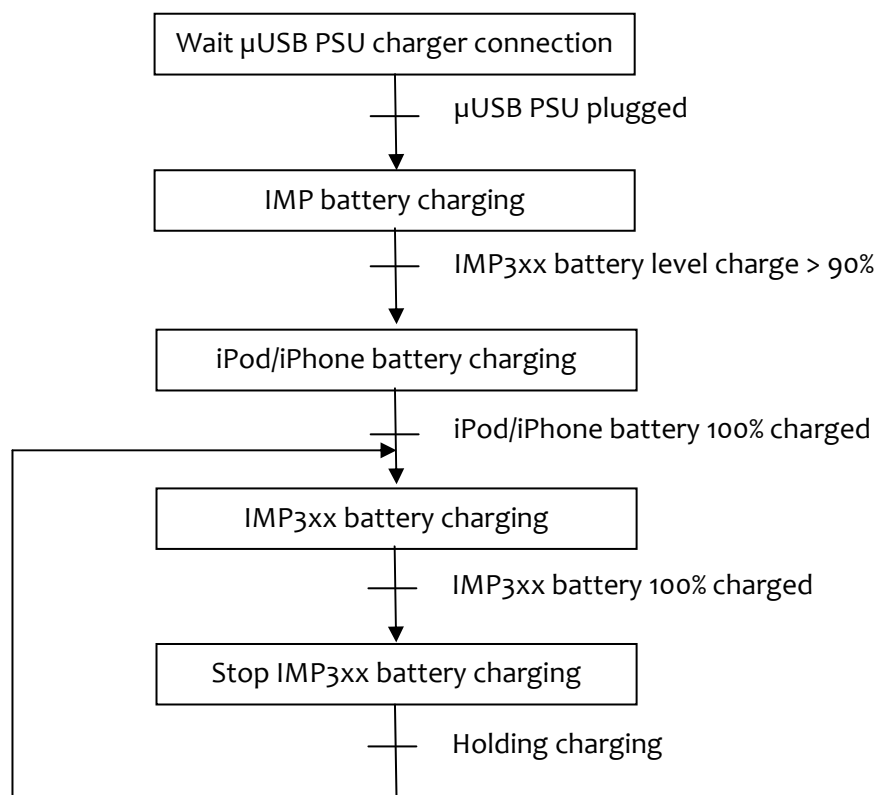 Wait µUSB PSU charger connection
µUSB PSU plugged
IMP battery charging
IMP3xx battery level charge > 90%
iPod/iPhone battery charging
iPod/iPhone battery 100% charged
IMP3xx battery charging
IMP3xx battery 100% charged
Stop IMP3xx battery charging
Holding charging